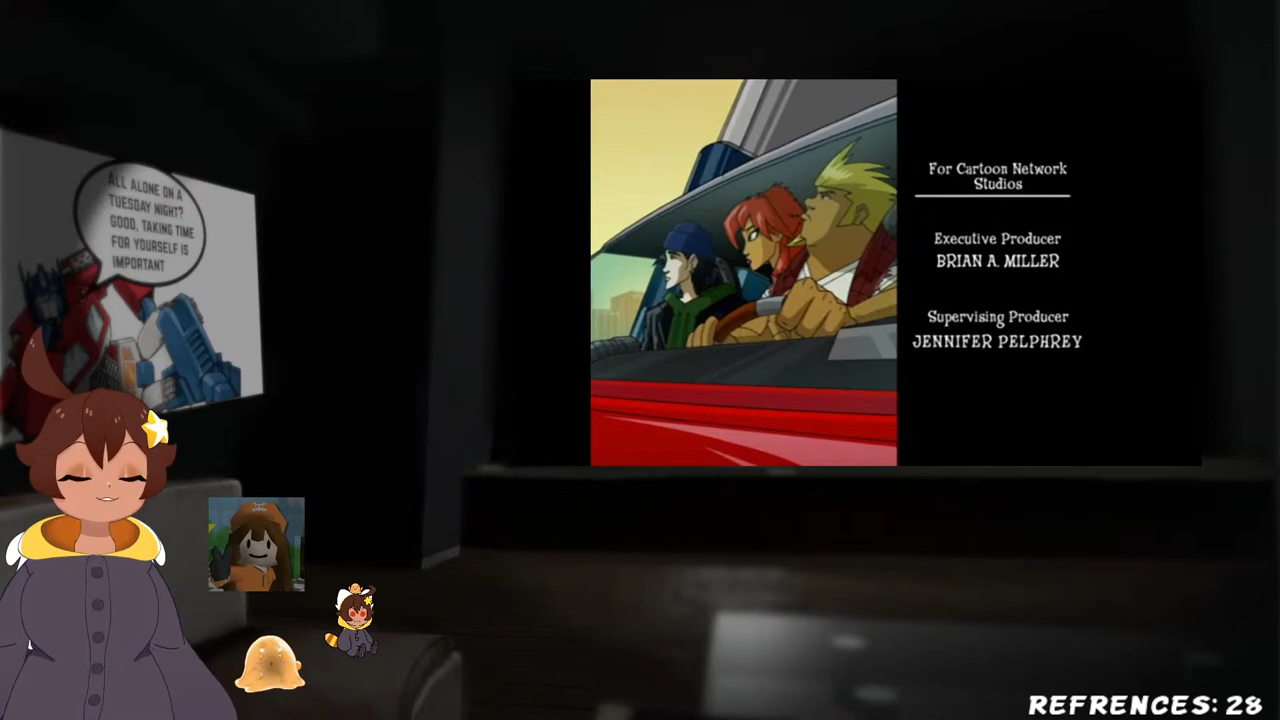 ALL ALONE ON A
TUESDAY NIGHT?
GOOD, TAKING TIME
FOR YOURSELF IS
IMPORTANT
For Cartoon Network
Studios
Executive Producer
BRIAN A. MILLER
Supervising Producer
JENNIFER PELPHREY
REFRENCES: 28